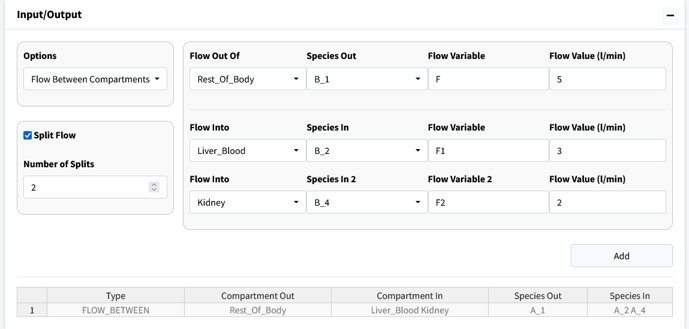 Input/Output
Options
Flow Between Compartments
Split Flow
Number of Splits
2
Flow Out Of Species Out Flow Variable Flow Value (l/min)
Rest_Of_Body B_1 F 5
Flow Into Species In Flow Variable Flow Value (l/min)
Liver_Blood B_2 F1 3
Flow Into Species In 2 Flow Variable 2 Flow Value (l/min)
Kidney B_4 F2 2
Add
Type Compartment Out Compartment In Species Out Species In
1 FLOW_BETWEEN Rest_Of_Body Liver_Blood Kidney A_1 A_2 A_4